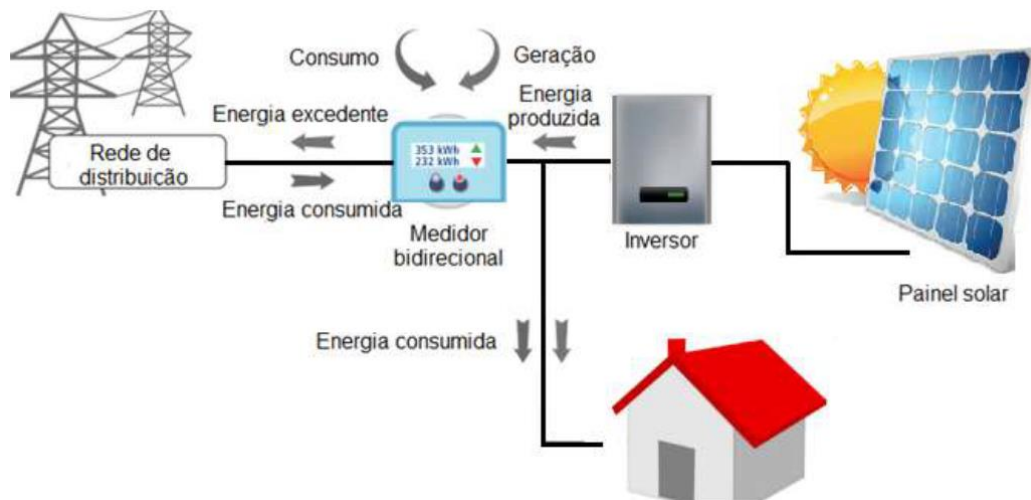 Consumo
Geração
Energia excedente
Energia
produzida
353 kWh
232 kWh
Rede de
distribuição
Energia consumida
Medidor
bidirecional
Inversor
Painel solar
Energia consumida